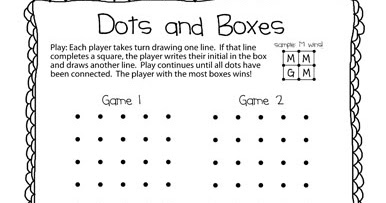 Dots and Boxes
Play: Each player takes turn drawing one line. If that line
completes a square, the player writes their initial in the box
and draws another line. Play continues until all dots have
been connected. The player with the most boxes wins!
sample: M wins!
M M
G M
Game 1
Game 2